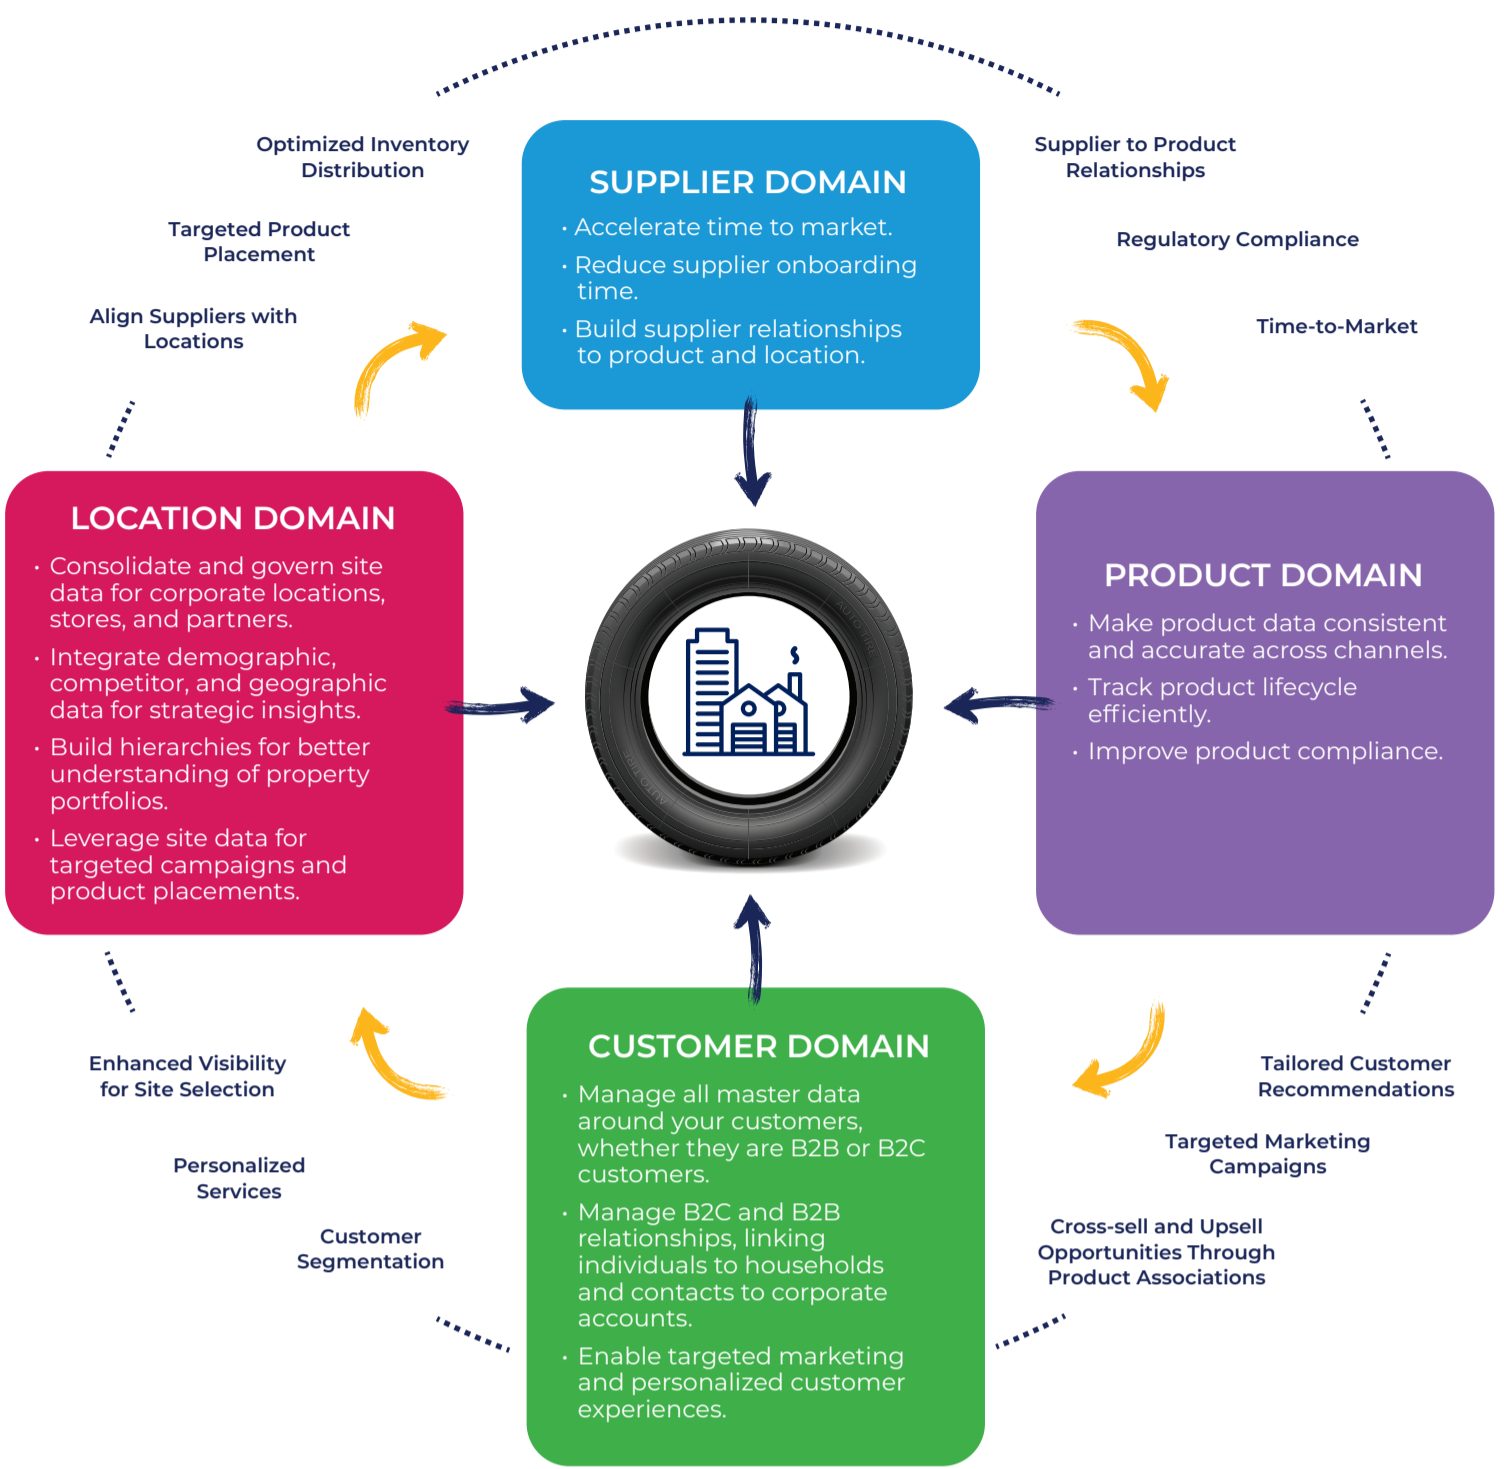 Optimized Inventory
Distribution
Targeted Product
Placement
Align Suppliers with
Locations
SUPPLIER DOMAIN
· Accelerate time to market.
· Reduce supplier onboarding
time.
· Build supplier relationships
to product and location.
Supplier to Product
Relationships
Regulatory Compliance
Time-to-Market
LOCATION DOMAIN
· Consolidate and govern site
data for corporate locations,
stores, and partners.
· Integrate demographic,
competitor, and geographic
data for strategic insights.
· Build hierarchies for better
understanding of property
portfolios.
· Leverage site data for
targeted campaigns and
product placements.
AUTO TIRE
AUTO TIRE
PRODUCT DOMAIN
· Make product data consistent
and accurate across channels.
· Track product lifecycle
efficiently.
· Improve product compliance.
Enhanced Visibility
for Site Selection
Personalized
Services
Customer
Segmentation
CUSTOMER DOMAIN
· Manage all master data
around your customers,
whether they are B2B or B2C
customers.
· Manage B2C and B2B
relationships, linking
individuals to households
and contacts to corporate
accounts.
· Enable targeted marketing
and personalized customer
experiences.
Tailored Customer
Recommendations
Targeted Marketing
Campaigns
Cross-sell and Upsell
Opportunities Through
Product Associations